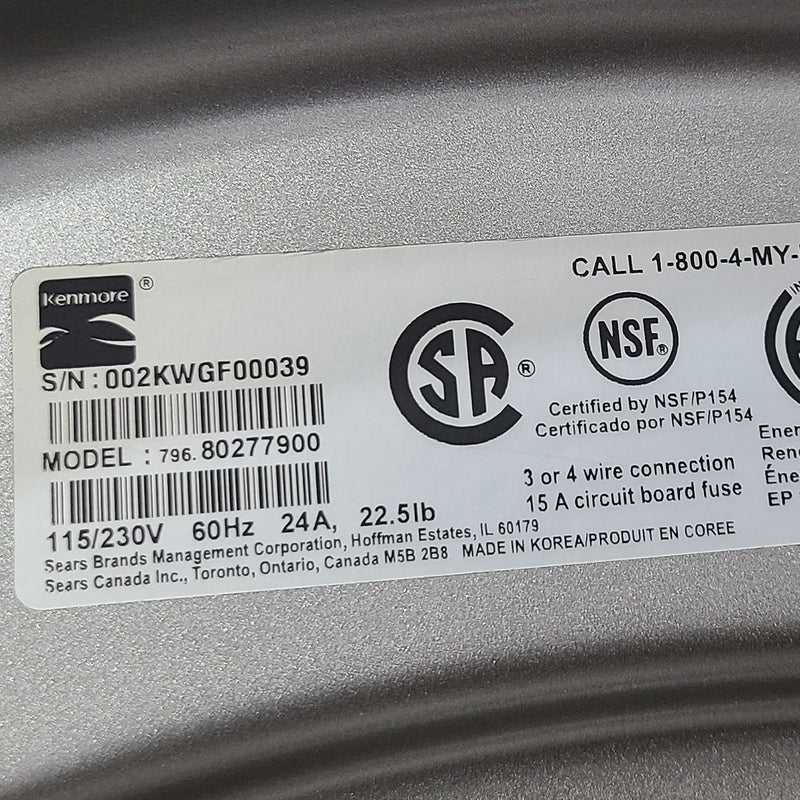 CALL 1-800-4-MY-
kenmore®
S/N : 002KWGF00039
MODEL : 796. 80277900
115/230V 60Hz 24A, 22.5lb
Sears Brands Management Corporation, Hoffman Estates, IL 60179
Sears Canada Inc., Toronto, Ontario, Canada M5B 2B8 MADE IN KOREA/PRODUIT EN COREE
SA®
NSF®
Certified by NSF/P154
Certificado por NSF/P154
3 or 4 wire connection
15 A circuit board fuse
EP